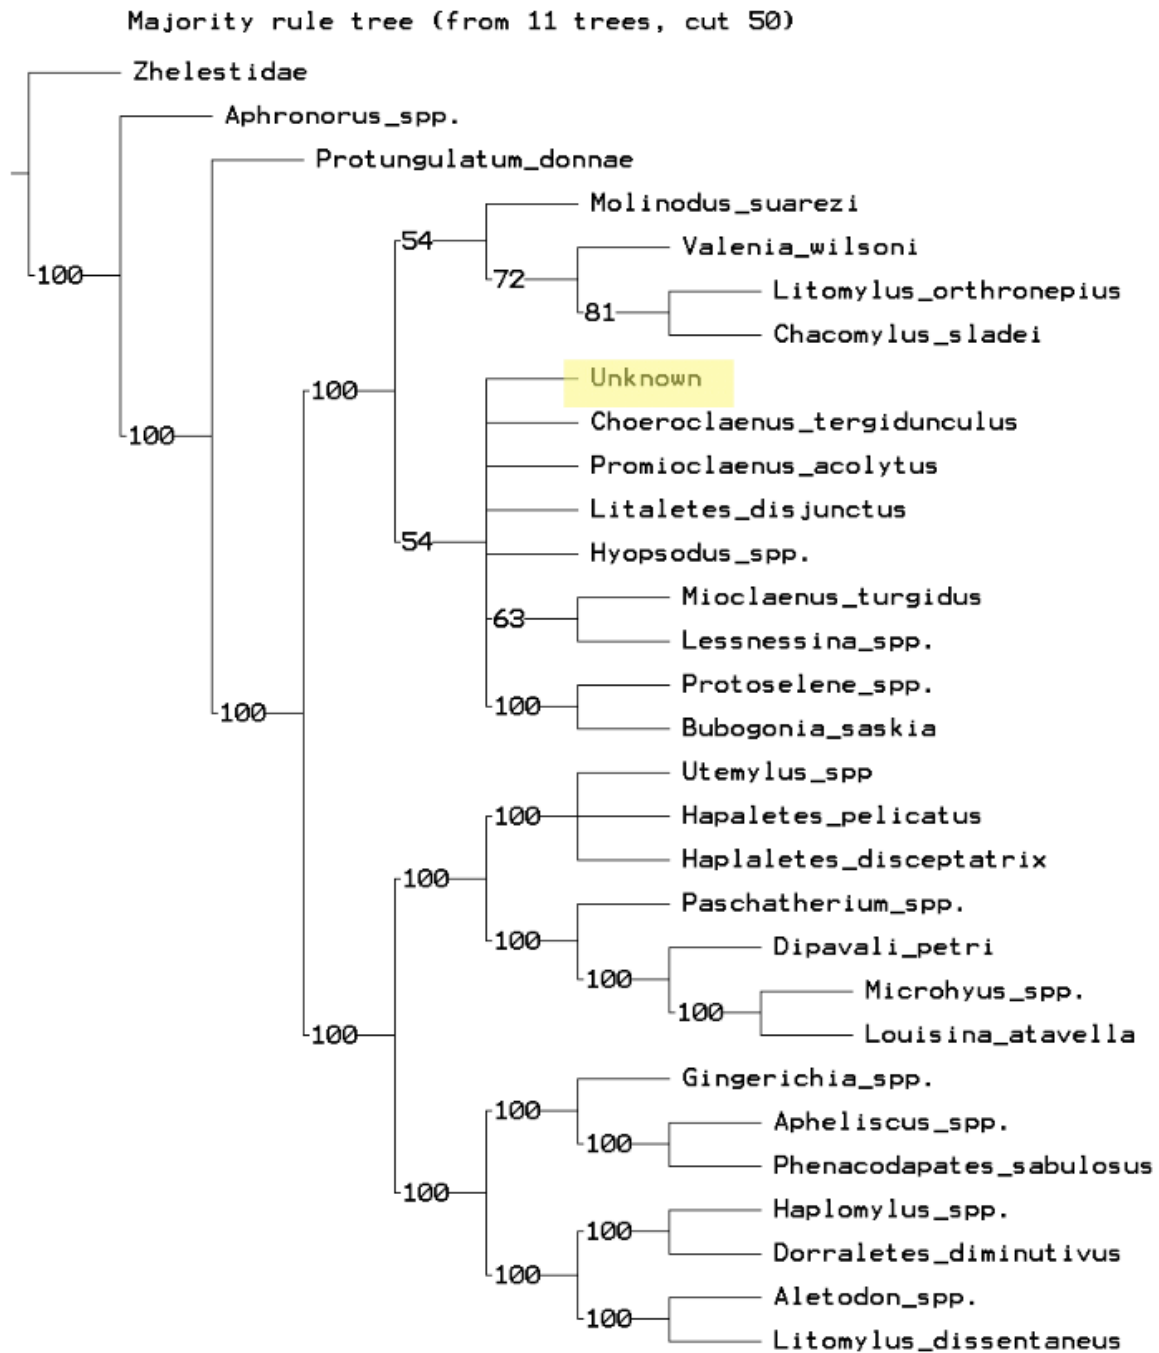 Majority rule tree (from 11 trees, cut 50)
Zhelestidae
Aphronorus_spp.
Protungulatum_donnae
Molinodus_suarezi
54
Valenia_wilsoni
100
72
Litomylus_orthronepius
81
Chacomylus_sladei
Unknown
100
Choeroclaenus_tergidunculus
100
Promioclaenus_acolytus
Litaletes_disjunctus
54
Hyopsodus_spp.
Mioclaenus_turgidus
63
Lessnessina_spp.
Protoselene_spp.
100
100
Bubogonia_saskia
Utemylus_spp
100
Hapaletes_pelicatus
Haplaletes_disceptatrix
100
Paschatherium_spp.
100
Dipavali_petri
100
Microhyus_spp.
100
100
Louisina_atavella
Gingerichia_spp.
100
Apheliscus_spp.
100
Phenacodapates_sabulosus
100
Haplomylus_spp.
100
Dorraletes_diminutivus
100
Aletodon_spp.
100
Litomylus_dissentaneus